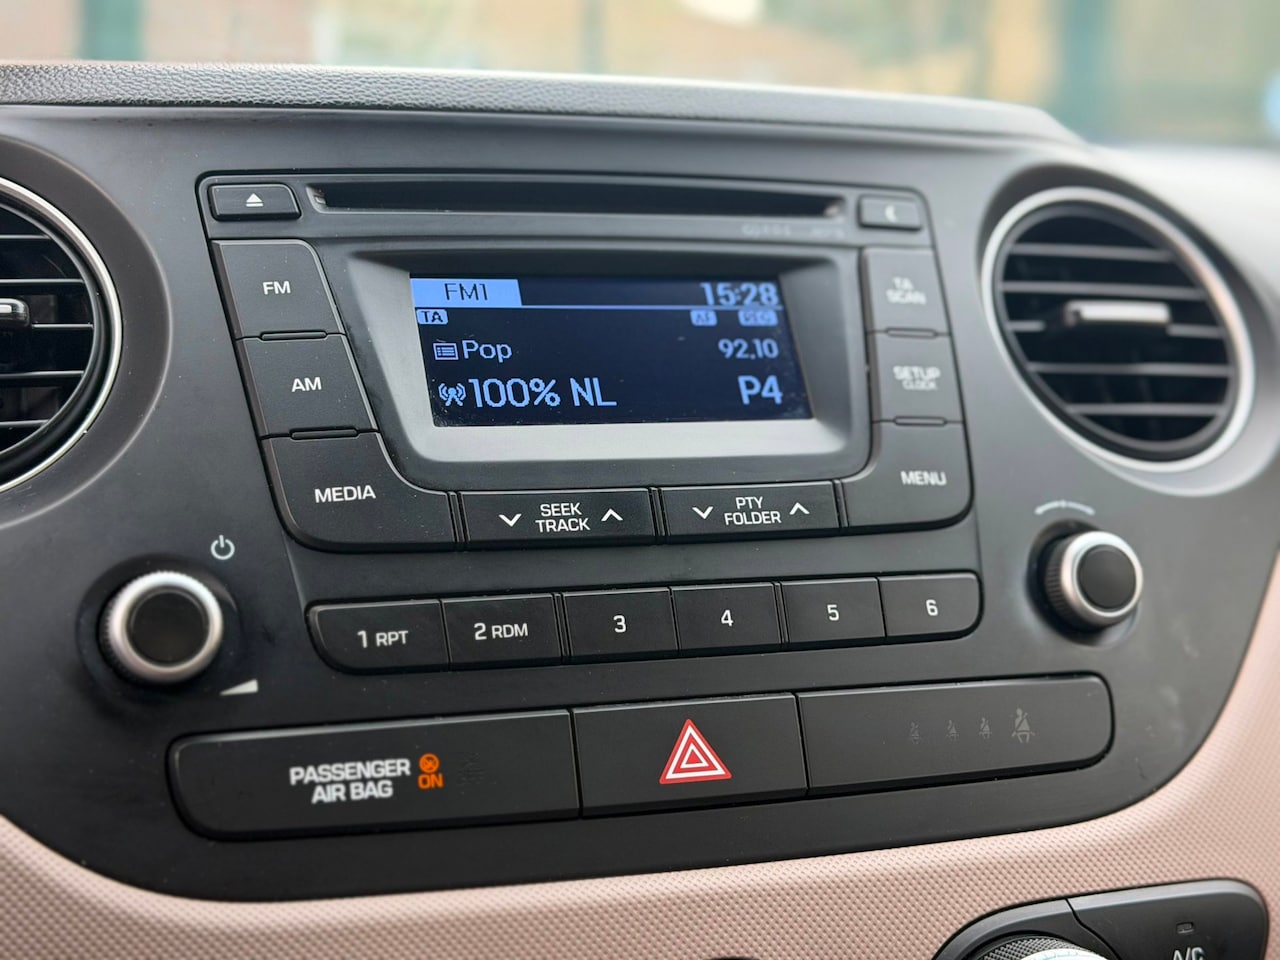 FM1 15:28
TA AF REG
Pop 92.10
100% NL P4
FM
AM
MEDIA
TA
SCAN
SETUP
CLOCK
MENU
SEEK
TRACK
PTY
FOLDER
1 RPT 2 RDM 3 4 5 6
PASSENGER
AIR BAG
ON
A/C